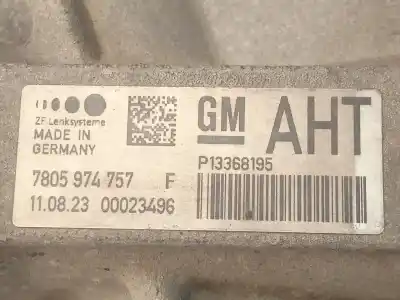 ZF Lenksysteme
MADE IN
GERMANY
GM AHT
P13368195
7805 974 757 F
11.08.23 00023496